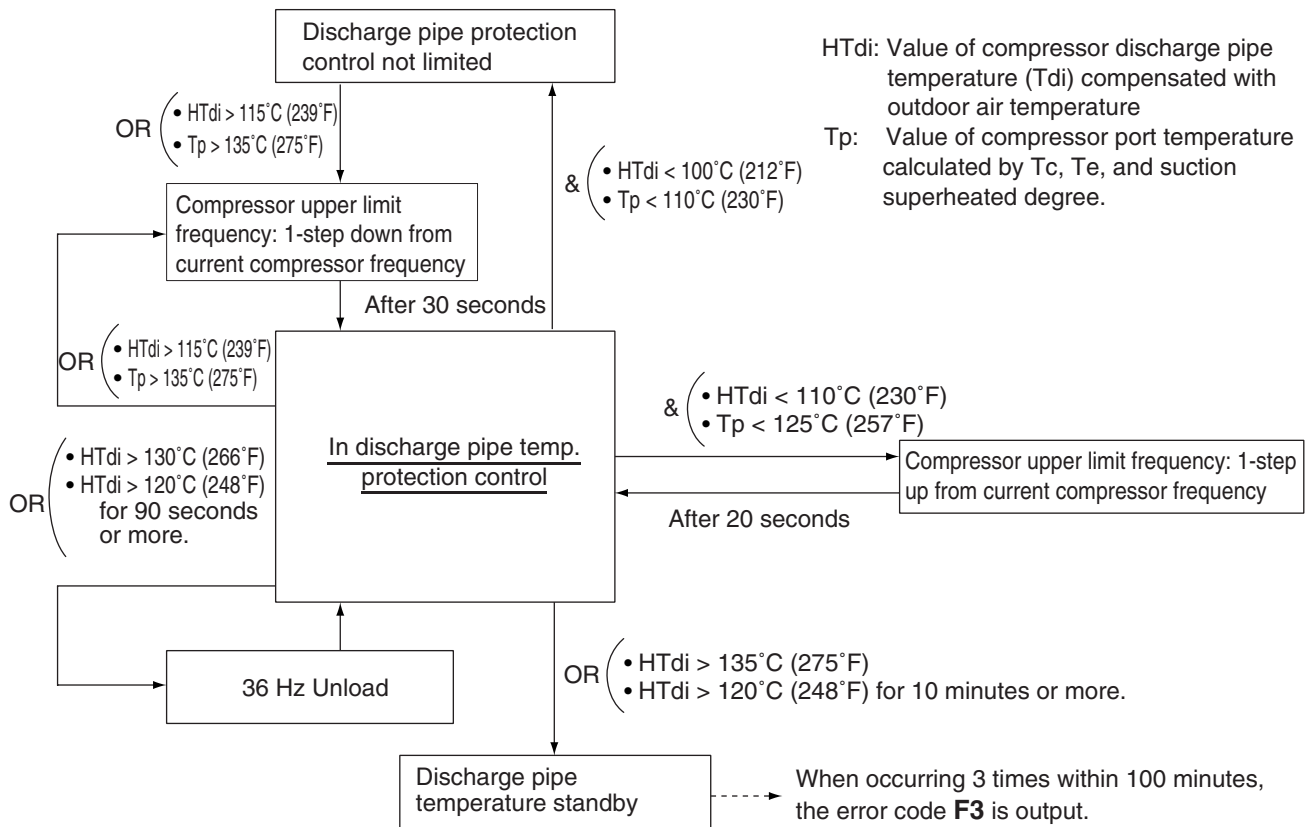 Discharge pipe protection
control not limited
HTdi: Value of compressor discharge pipe
temperature (Tdi) compensated with
outdoor air temperature
Tp: Value of compressor port temperature
calculated by Tc, Te, and suction
superheated degree.
OR
• HTdi > 115˚C (239˚F)
• Tp > 135˚C (275˚F)
&
• HTdi < 100˚C (212˚F)
• Tp < 110˚C (230˚F)
Compressor upper limit
frequency: 1-step down from
current compressor frequency
After 30 seconds
OR
• HTdi > 115˚C (239˚F)
• Tp > 135˚C (275˚F)
&
• HTdi < 110˚C (230˚F)
• Tp < 125˚C (257˚F)
In discharge pipe temp.
protection control
Compressor upper limit frequency: 1-step
up from current compressor frequency
After 20 seconds
OR
• HTdi > 130˚C (266˚F)
• HTdi > 120˚C (248˚F)
for 90 seconds
or more.
36 Hz Unload
OR
• HTdi > 135˚C (275˚F)
• HTdi > 120˚C (248˚F) for 10 minutes or more.
Discharge pipe
temperature standby
When occurring 3 times within 100 minutes,
the error code F3 is output.